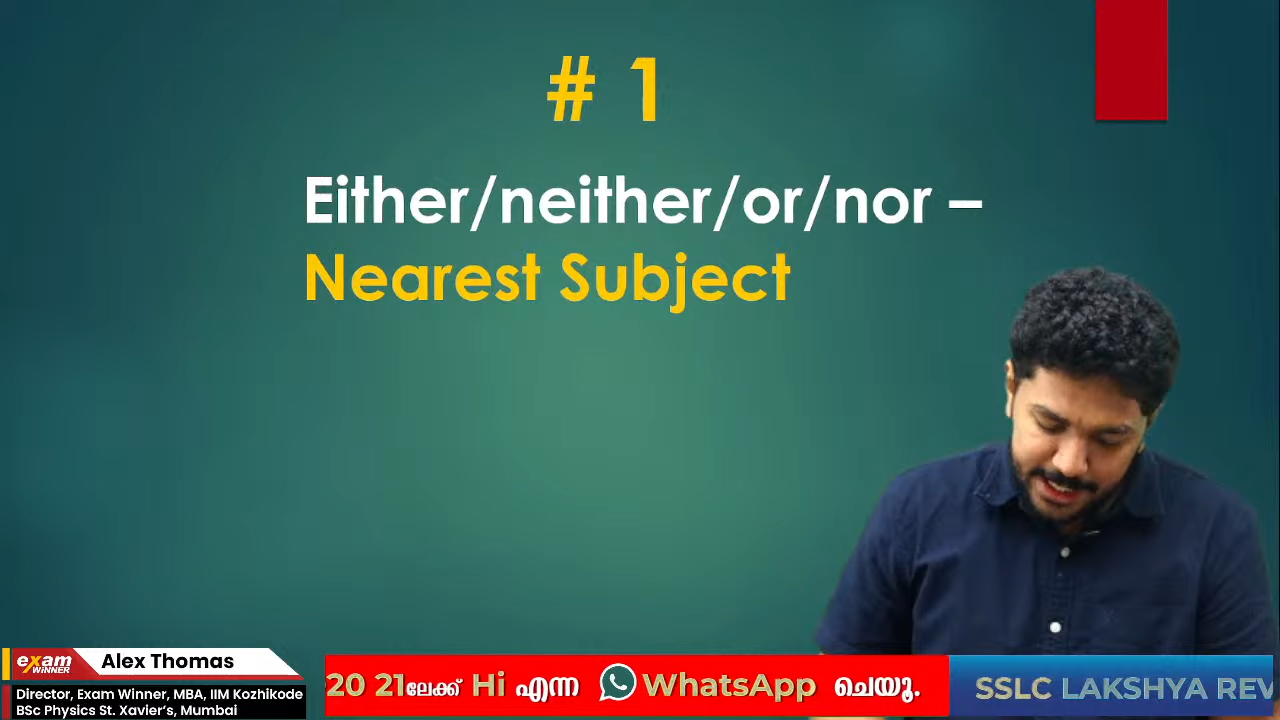 # 1
Either/neither/or/nor –
Nearest Subject
exam
WINNER
Alex Thomas
Director, Exam Winner, MBA, IIM Kozhikode
BSc Physics St. Xavier's, Mumbai
20 21ലേക്ക് Hi എന്ന WhatsApp ചെയൂ.
SSLC LAKSHYA REV